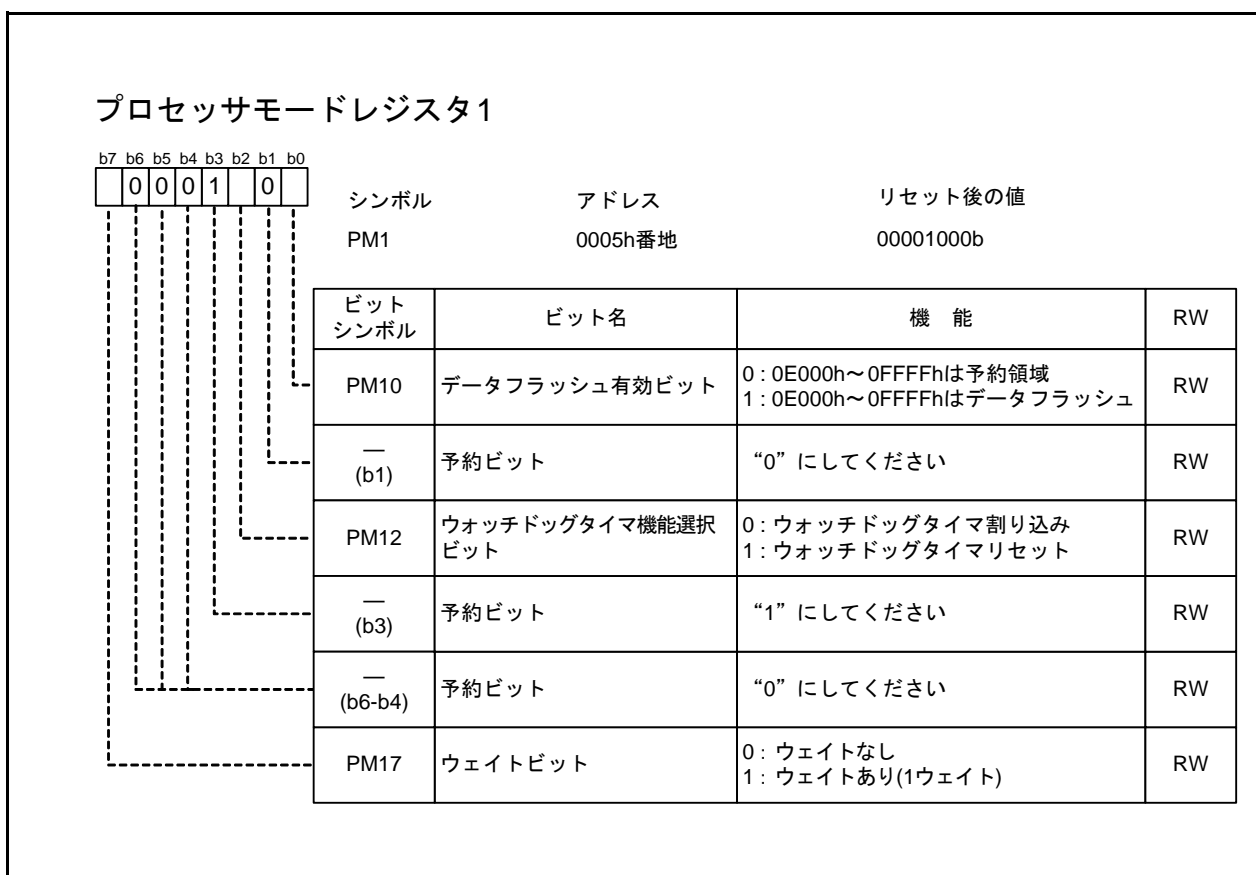 プロセッサモードレジスタ1
b7 b6 b5 b4 b3 b2 b1 b0
0 0 0 1 0
シンボル アドレス リセット後の値
PM1 0005h番地 00001000b
ビット
シンボル ビット名 機 能 RW
PM10 データフラッシュ有効ビット 0 : 0E000h～0FFFFhは予約領域
1 : 0E000h～0FFFFhはデータフラッシュ RW
—
(b1) 予約ビット “0”にしてください RW
PM12 ウォッチドッグタイマ機能選択
ビット 0 : ウォッチドッグタイマ割り込み
1 : ウォッチドッグタイマリセット RW
—
(b3) 予約ビット “1”にしてください RW
—
(b6-b4) 予約ビット “0”にしてください RW
PM17 ウェイトビット 0 : ウェイトなし
1 : ウェイトあり(1ウェイト) RW